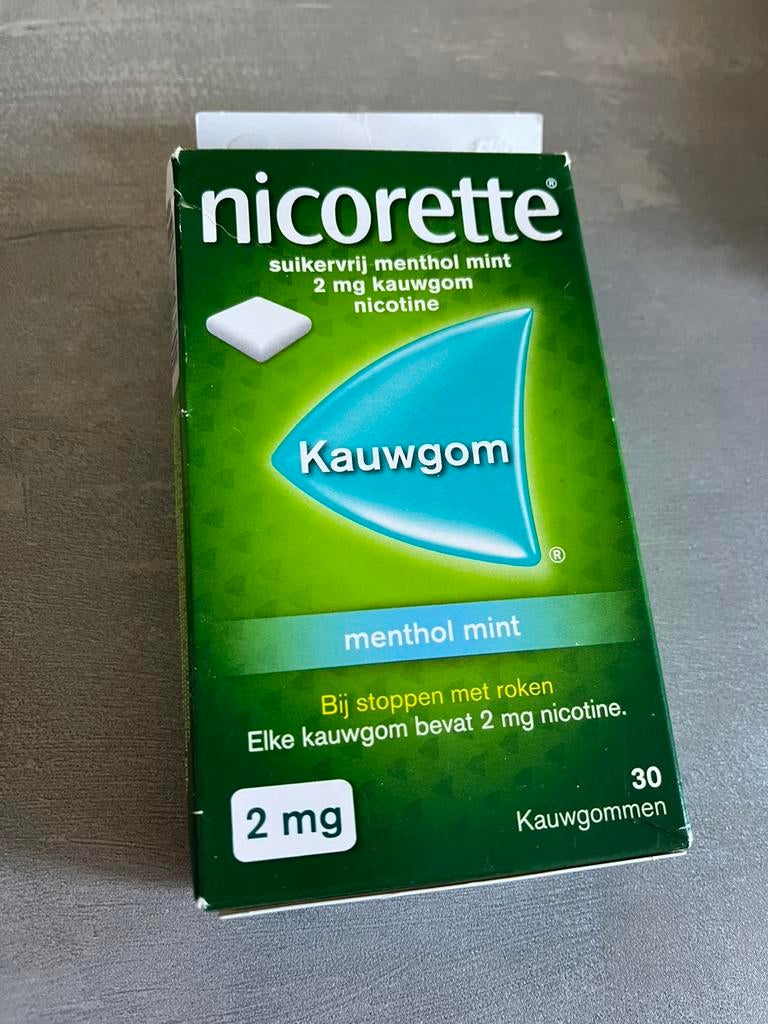 nicorette®
suikervrij menthol mint
2 mg kauwgom
nicotine
Kauwgom
®
menthol mint
Bij stoppen met roken
Elke kauwgom bevat 2 mg nicotine.
2 mg
30
Kauwgommen